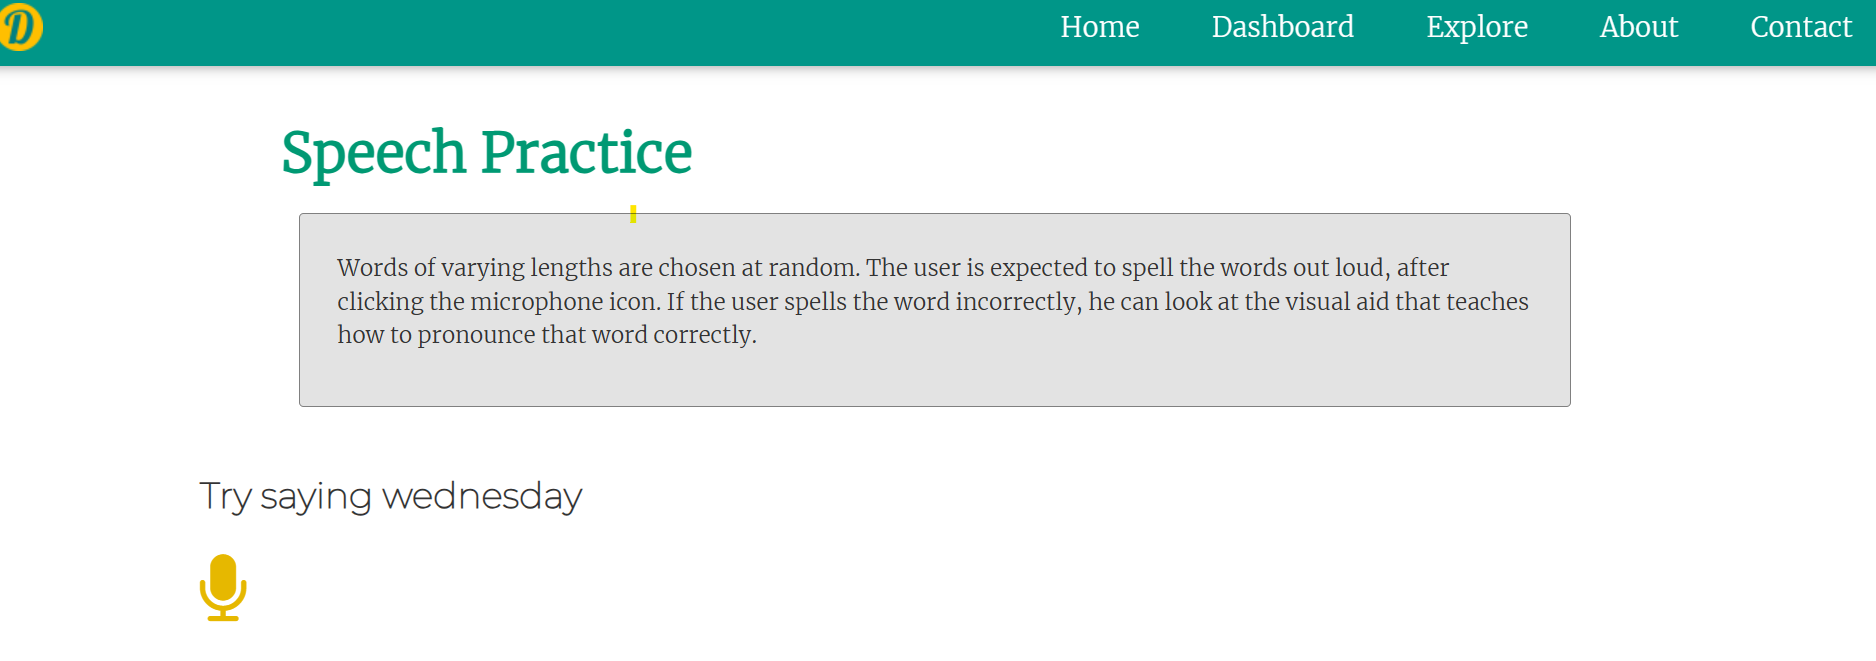 D
Home Dashboard Explore About Contact
Speech Practice
Words of varying lengths are chosen at random. The user is expected to spell the words out loud, after
clicking the microphone icon. If the user spells the word incorrectly, he can look at the visual aid that teaches
how to pronounce that word correctly.
Try saying wednesday